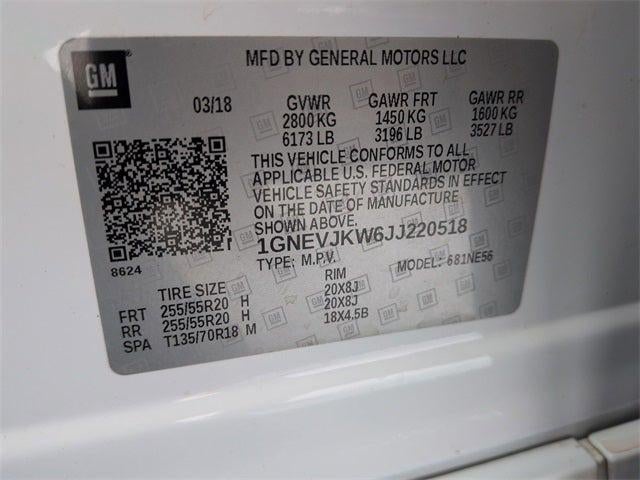 GM
MFD BY GENERAL MOTORS LLC
03/18 GVWR GAWR FRT GAWR RR
2800 KG 1450 KG 1600 KG
6173 LB 3196 LB 3527 LB
THIS VEHICLE CONFORMS TO ALL
APPLICABLE U.S. FEDERAL MOTOR
VEHICLE SAFETY STANDARDS IN EFFECT
ON THE DATE OF MANUFACTURE
SHOWN ABOVE.
1GNEVJKW6JJ220518
8624
TYPE: M.P.V. MODEL: 681NE56
TIRE SIZE RIM
FRT 255/55R20 H 20X8J
RR 255/55R20 H 20X8J
SPA T135/70R18 M 18X4.5B